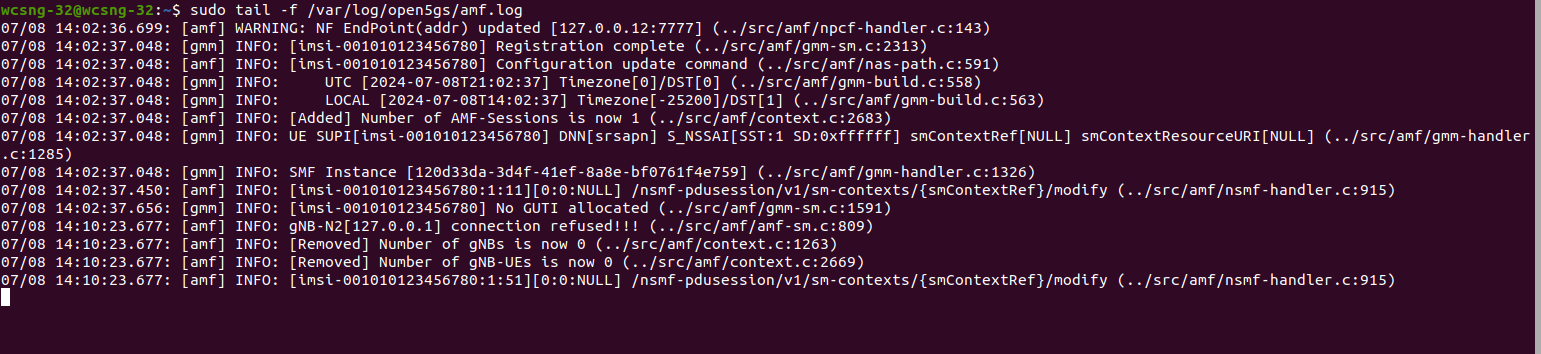 wcsng-32@wcsng-32:~$ sudo tail -f /var/log/open5gs/amf.log
07/08 14:02:36.699: [amf] WARNING: NF EndPoint(addr) updated [127.0.0.12:7777] (../src/amf/npcf-handler.c:143)
07/08 14:02:37.048: [gmm] INFO: [imsi-001010123456780] Registration complete (../src/amf/gmm-sm.c:2313)
07/08 14:02:37.048: [amf] INFO: [imsi-001010123456780] Configuration update command (../src/amf/nas-path.c:591)
07/08 14:02:37.048: [gmm] INFO:     UTC [2024-07-08T21:02:37] Timezone[0]/DST[0] (../src/amf/gmm-build.c:558)
07/08 14:02:37.048: [gmm] INFO:     LOCAL [2024-07-08T14:02:37] Timezone[-25200]/DST[1] (../src/amf/gmm-build.c:563)
07/08 14:02:37.048: [amf] INFO: [Added] Number of AMF-Sessions is now 1 (../src/amf/context.c:2683)
07/08 14:02:37.048: [gmm] INFO: UE SUPI[imsi-001010123456780] DNN[srsapn] S_NSSAI[SST:1 SD:0xffffff] smContextRef[NULL] smContextResourceURI[NULL] (../src/amf/gmm-handler
.c:1285)
07/08 14:02:37.048: [gmm] INFO: SMF Instance [120d33da-3d4f-41ef-8a8e-bf0761f4e759] (../src/amf/gmm-handler.c:1326)
07/08 14:02:37.450: [amf] INFO: [imsi-001010123456780:1:11][0:0:NULL] /nsmf-pdusession/v1/sm-contexts/{smContextRef}/modify (../src/amf/nsmf-handler.c:915)
07/08 14:02:37.656: [gmm] INFO: [imsi-001010123456780] No GUTI allocated (../src/amf/gmm-sm.c:1591)
07/08 14:10:23.677: [amf] INFO: gNB-N2[127.0.0.1] connection refused!!! (../src/amf/amf-sm.c:809)
07/08 14:10:23.677: [amf] INFO: [Removed] Number of gNBs is now 0 (../src/amf/context.c:1263)
07/08 14:10:23.677: [amf] INFO: [Removed] Number of gNB-UEs is now 0 (../src/amf/context.c:2669)
07/08 14:10:23.677: [amf] INFO: [imsi-001010123456780:1:51][0:0:NULL] /nsmf-pdusession/v1/sm-contexts/{smContextRef}/modify (../src/amf/nsmf-handler.c:915)